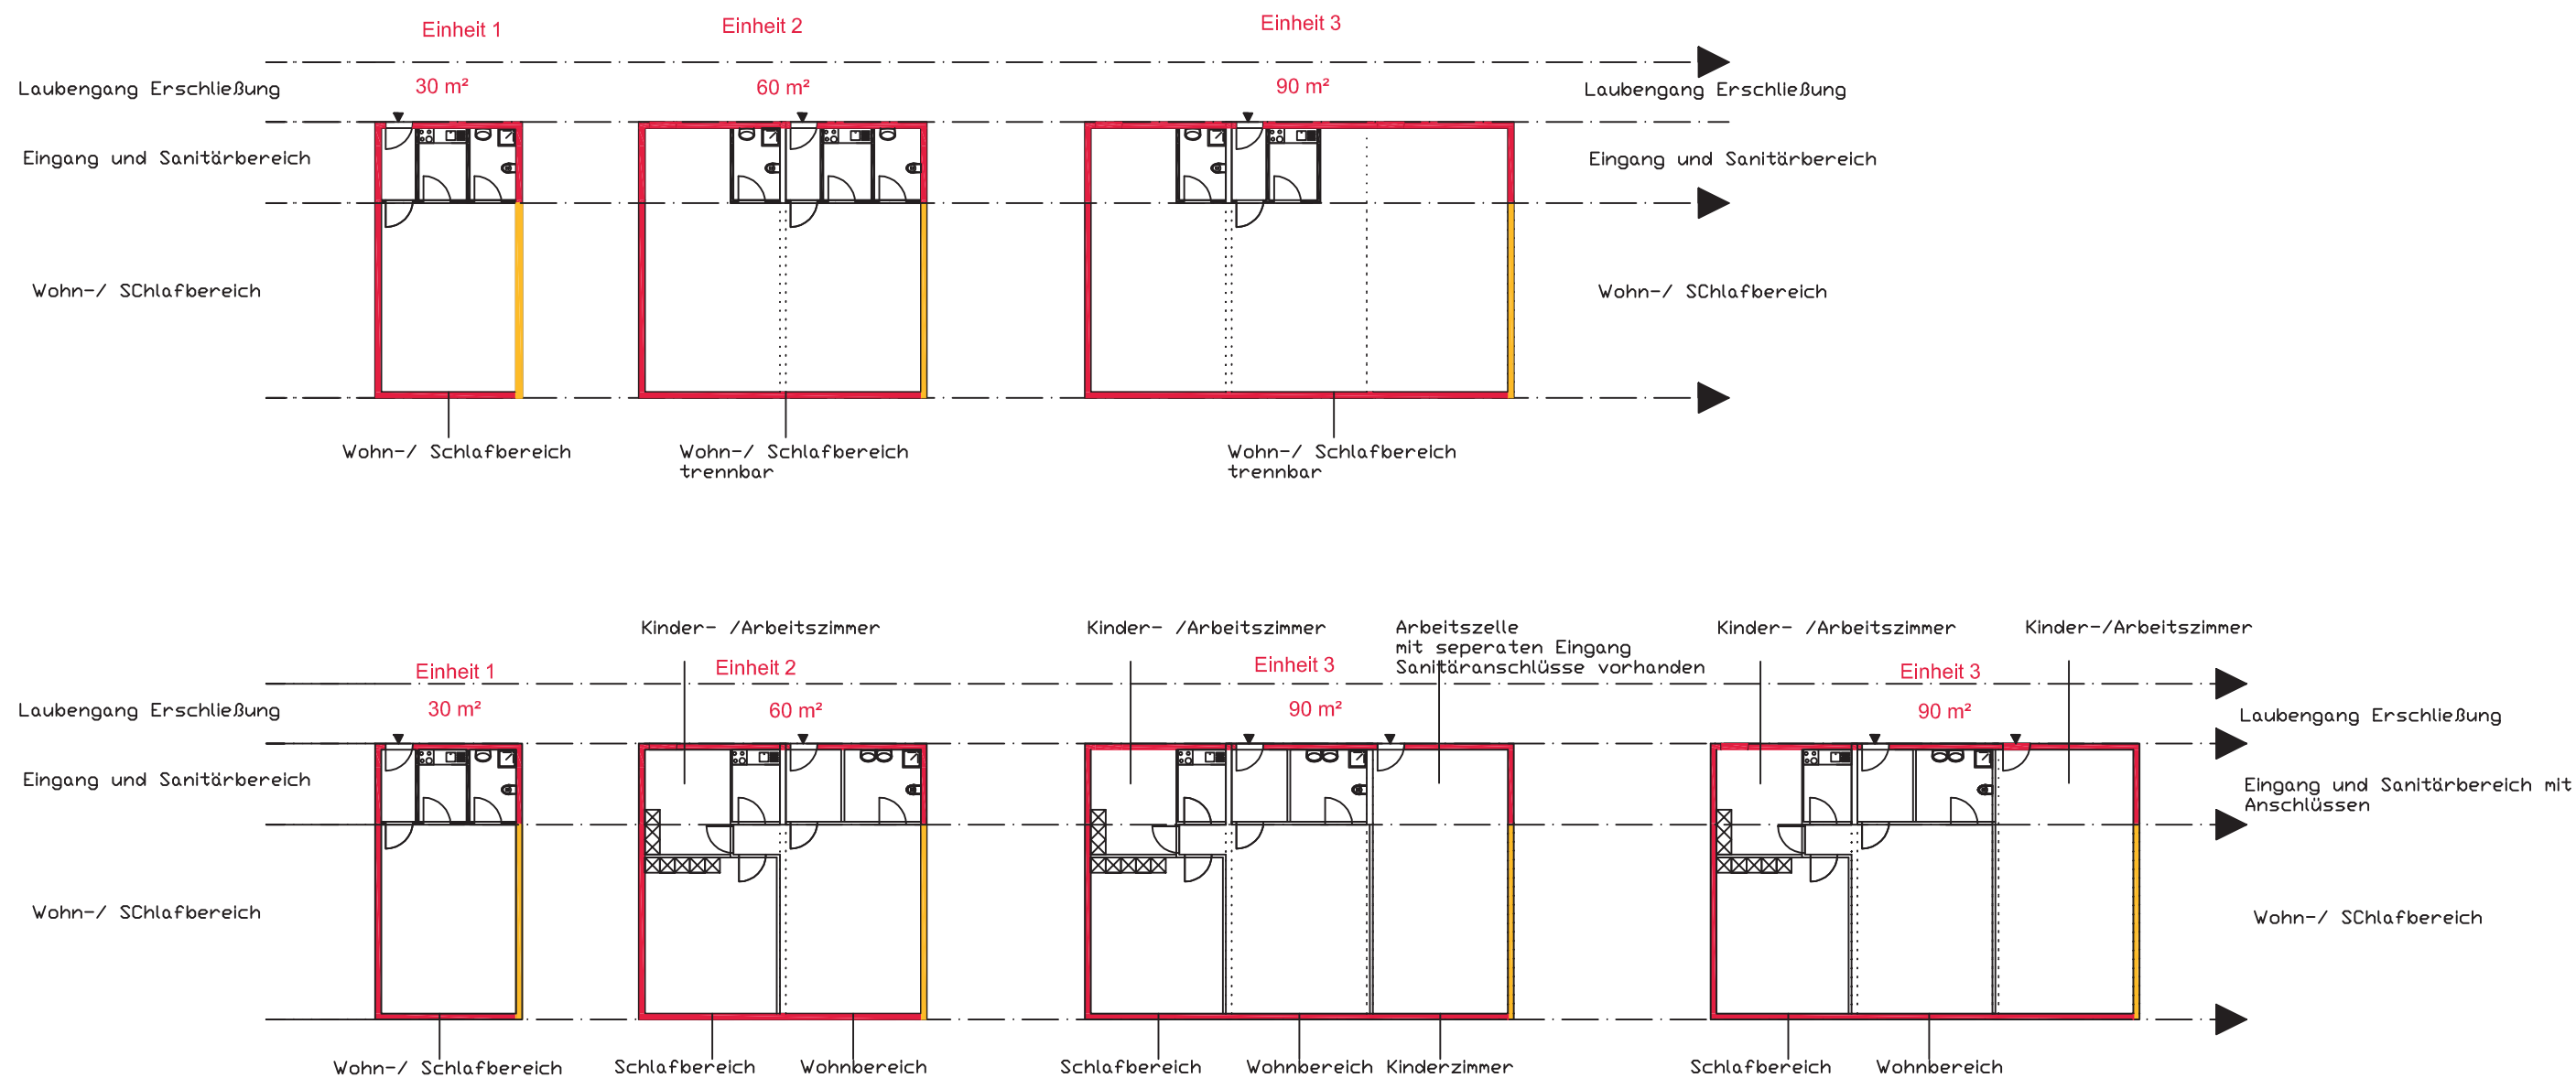 Einheit 1
Einheit 2
Einheit 3
Laubengang Erschließung
30 m²
60 m²
90 m²
Laubengang Erschließung
Eingang und Sanitärbereich
Eingang und Sanitärbereich
Wohn-/ SChlafbereich
Wohn-/ SChlafbereich
Wohn-/ Schlafbereich
Wohn-/ Schlafbereich
trennbar
Wohn-/ Schlafbereich
trennbar
Kinder- /Arbeitszimmer
Kinder- /Arbeitszimmer
Arbeitszelle
mit seperaten Eingang
Sanitäranschlüsse vorhanden
Kinder- /Arbeitszimmer
Kinder-/Arbeitszimmer
Einheit 1
Einheit 2
Einheit 3
Einheit 3
Laubengang Erschließung
30 m²
60 m²
90 m²
90 m²
Laubengang Erschließung
Eingang und Sanitärbereich
Eingang und Sanitärbereich mit
Anschlüssen
Wohn-/ SChlafbereich
Wohn-/ SChlafbereich
Wohn-/ Schlafbereich
Schlafbereich
Wohnbereich
Schlafbereich
Wohnbereich
Kinderzimmer
Schlafbereich
Wohnbereich